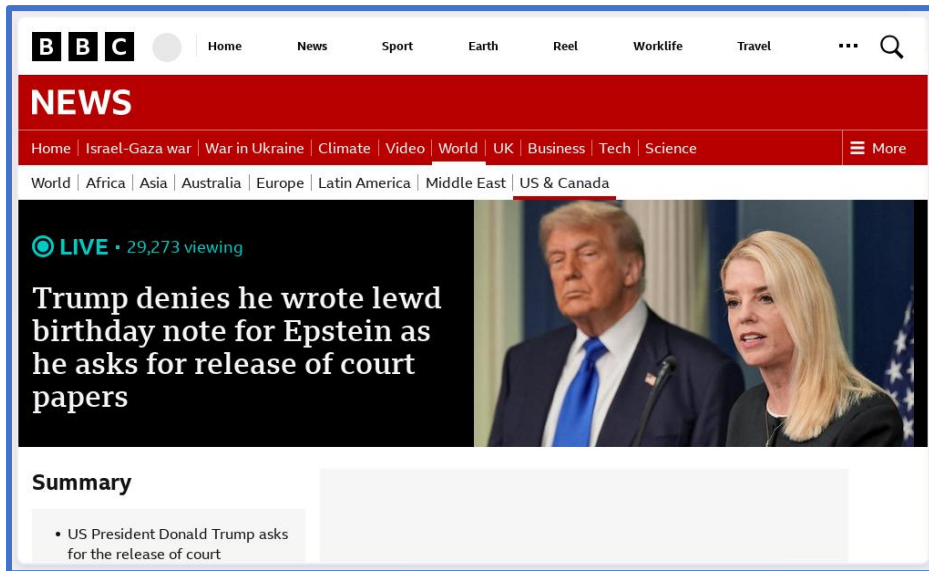 BBC Home News Sport Earth Reel Worklife Travel
NEWS
Home Israel-Gaza war War in Ukraine Climate Video World UK Business Tech Science More
World Africa Asia Australia Europe Latin America Middle East US & Canada
LIVE · 29,273 viewing
Trump denies he wrote lewd
birthday note for Epstein as
he asks for release of court
papers
Summary
• US President Donald Trump asks
for the release of court